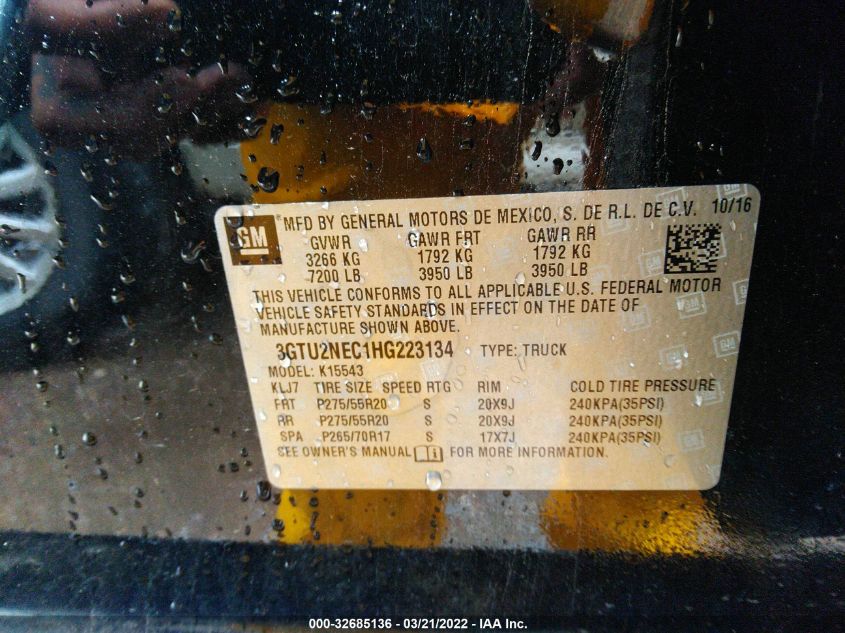 GM ® MFD BY GENERAL MOTORS DE MEXICO, S. DE R.L. DE C.V. 10/16
GVWR GAWR FRT GAWR RR
3266 KG 1792 KG 1792 KG
7200 LB 3950 LB 3950 LB
THIS VEHICLE CONFORMS TO ALL APPLICABLE U.S. FEDERAL MOTOR
VEHICLE SAFETY STANDARDS IN EFFECT ON THE DATE OF
MANUFACTURE SHOWN ABOVE.
3GTU2NEC1HG223134 TYPE: TRUCK
MODEL: K15543
KLJ7 TIRE SIZE SPEED RTG RIM COLD TIRE PRESSURE
FRT P275/55R20 S 20X9J 240KPA(35PSI)
RR P275/55R20 S 20X9J 240KPA(35PSI)
SPA P265/70R17 S 17X7J 240KPA(35PSI)
SEE OWNER'S MANUAL FOR MORE INFORMATION.
000-32685136 - 03/21/2022 - IAA Inc.